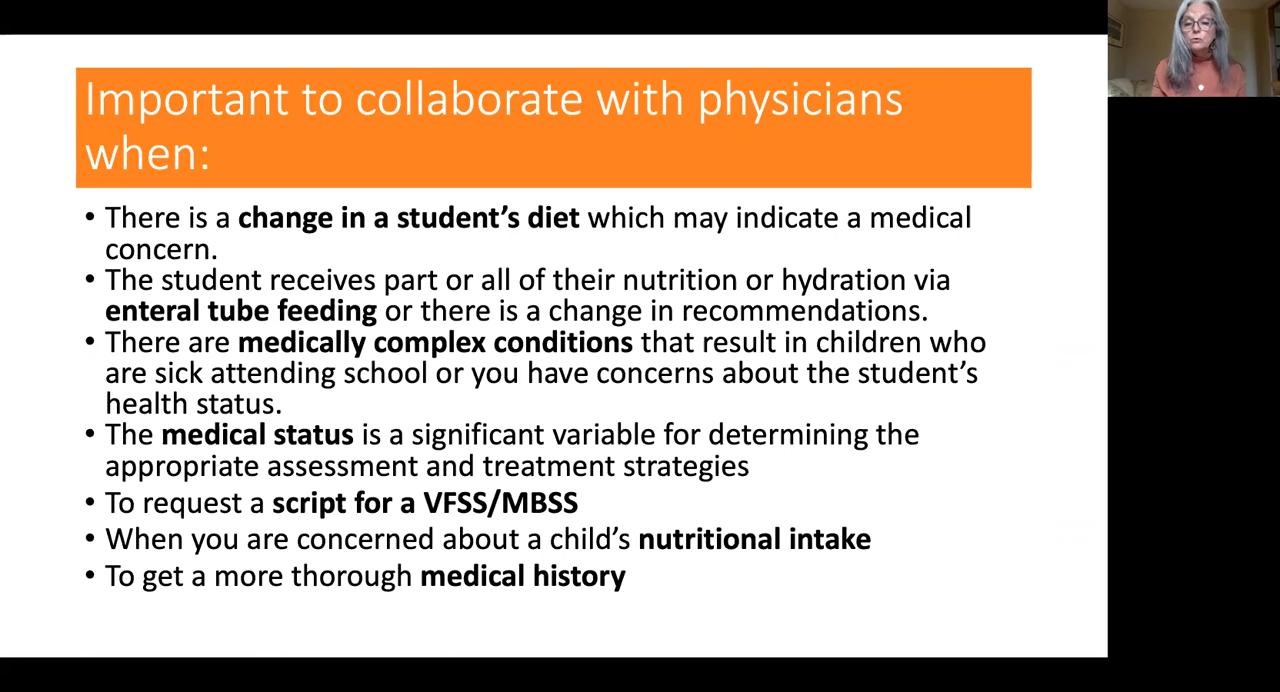 Important to collaborate with physicians
when:
• There is a change in a student’s diet which may indicate a medical
concern.
• The student receives part or all of their nutrition or hydration via
enteral tube feeding or there is a change in recommendations.
• There are medically complex conditions that result in children who
are sick attending school or you have concerns about the student’s
health status.
• The medical status is a significant variable for determining the
appropriate assessment and treatment strategies
• To request a script for a VFSS/MBSS
• When you are concerned about a child’s nutritional intake
• To get a more thorough medical history